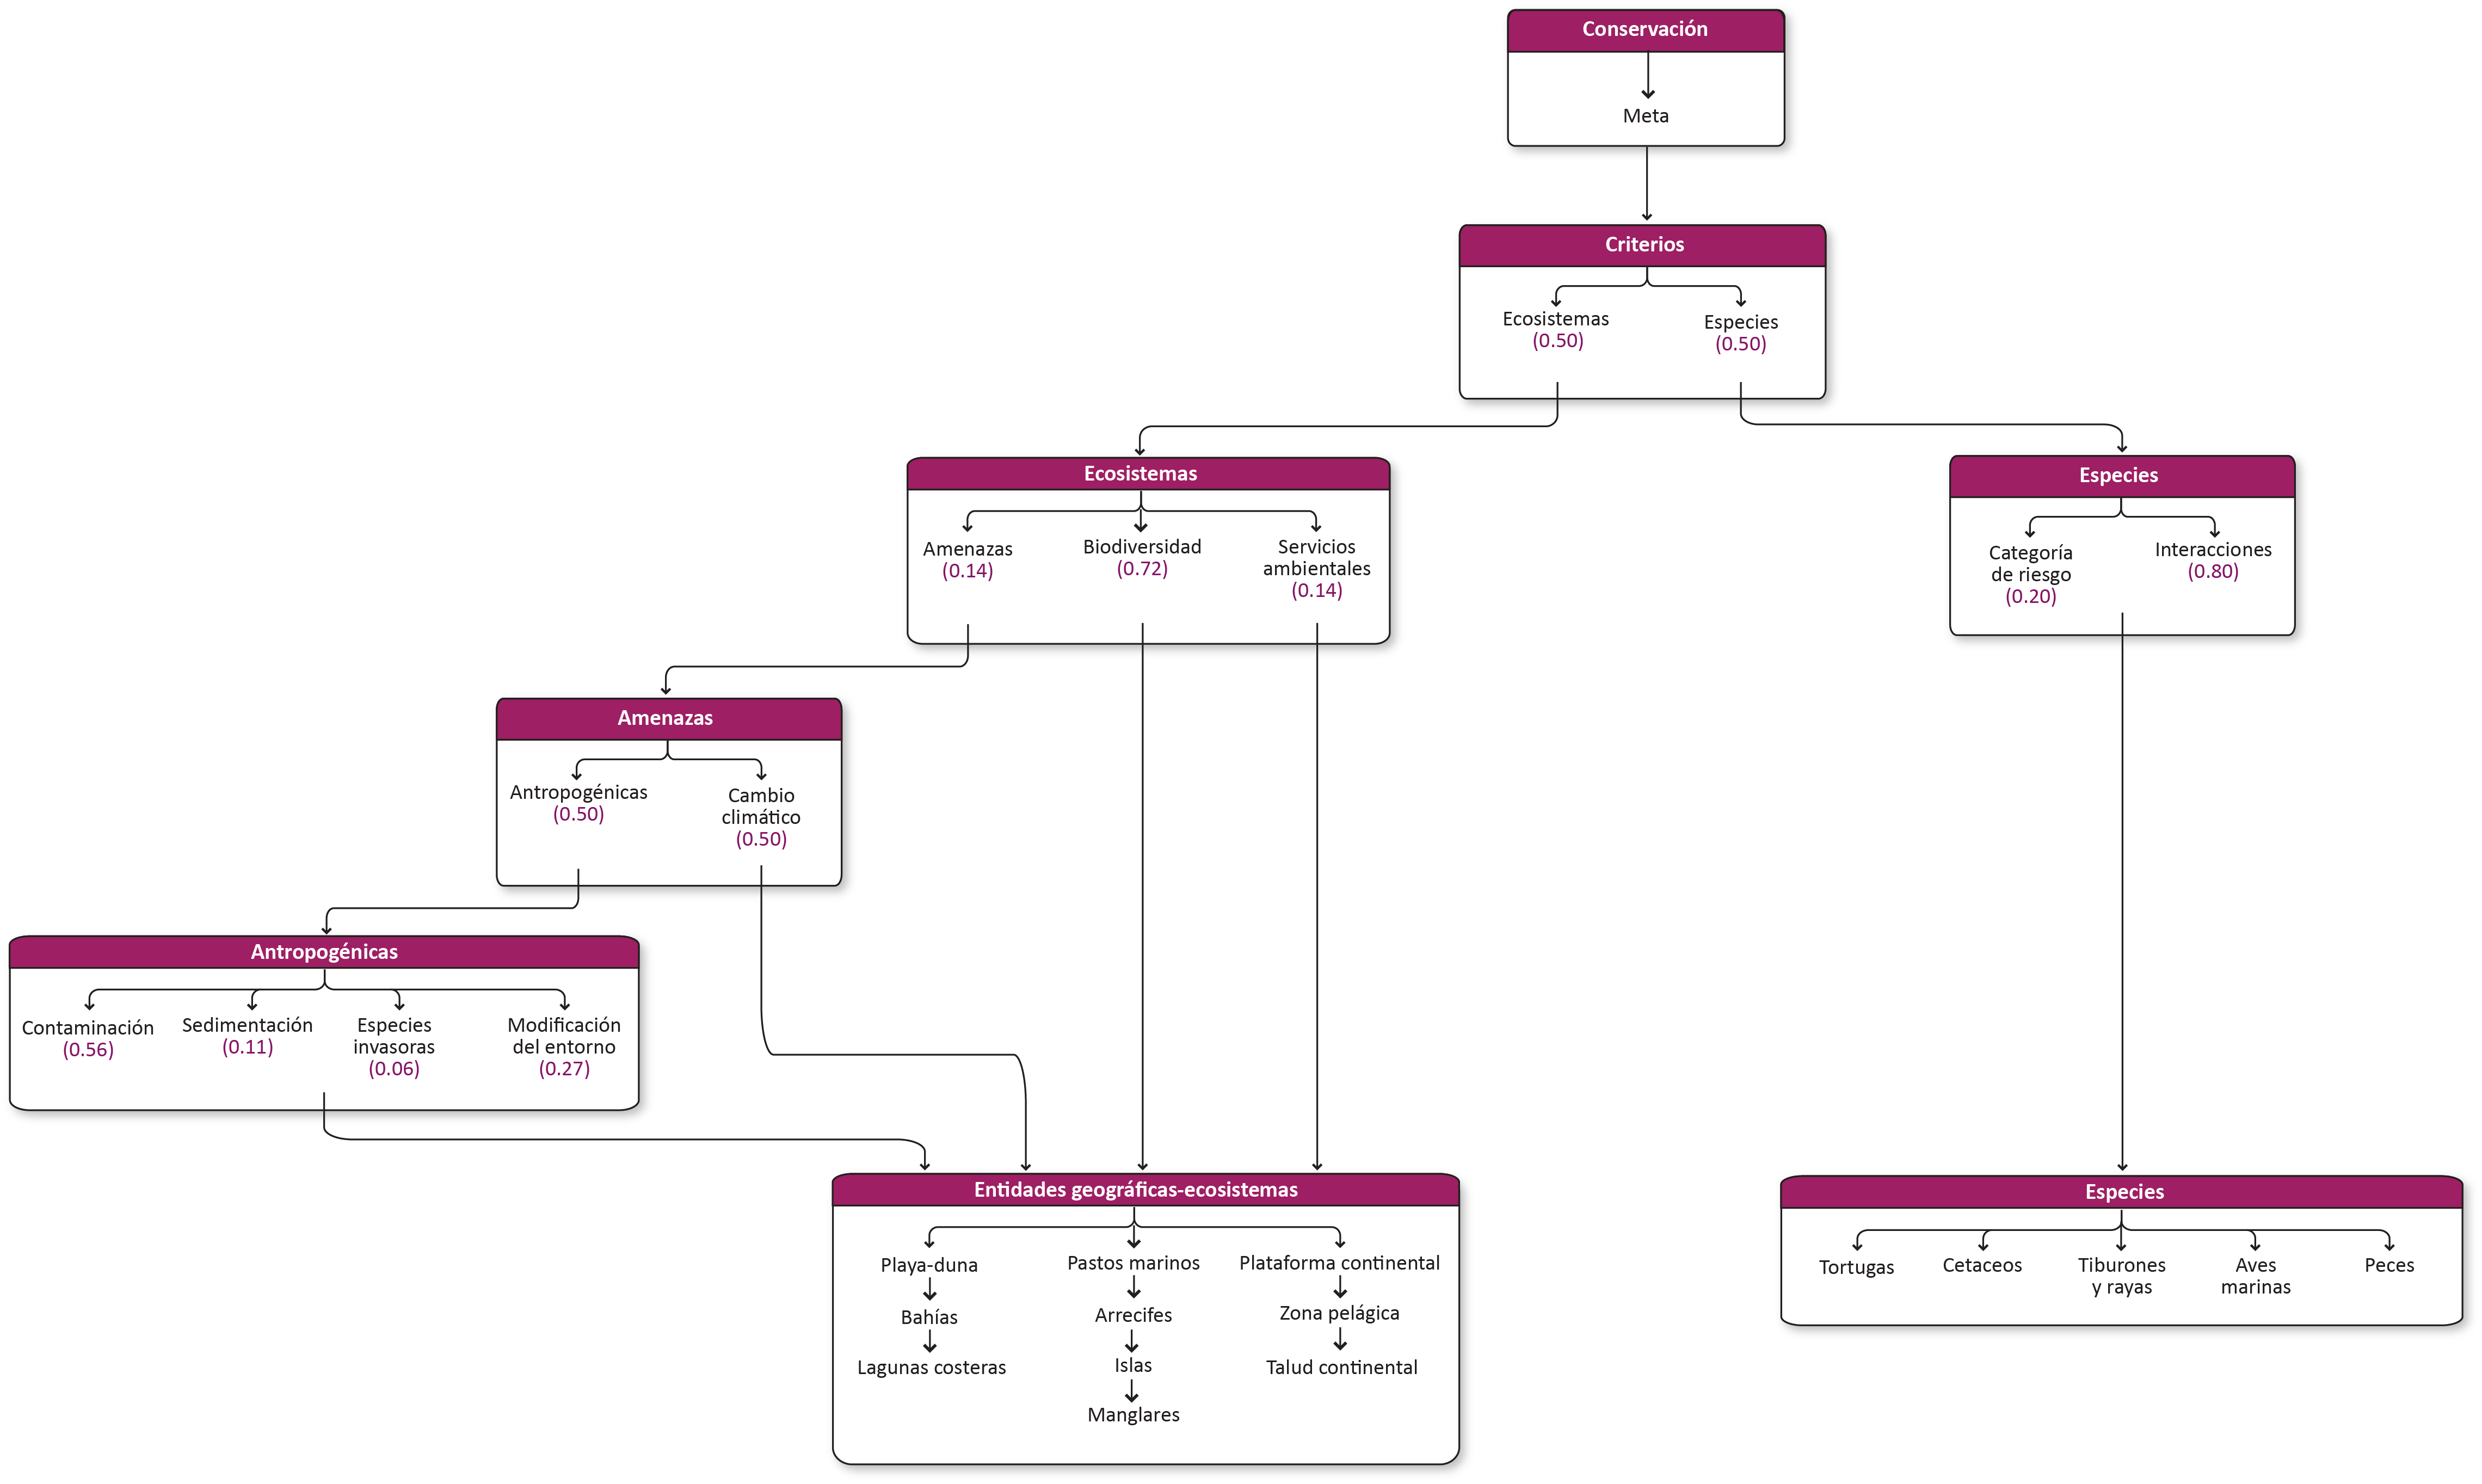 Conservación
Meta
Criterios
Ecosistemas
(0.50)
Especies
(0.50)
Ecosistemas
Amenazas
(0.14)
Biodiversidad
(0.72)
Servicios
ambientales
(0.14)
Especies
Categoría
de riesgo
(0.20)
Interacciones
(0.80)
Amenazas
Antropogénicas
(0.50)
Cambio
climático
(0.50)
Antropogénicas
Contaminación
(0.56)
Sedimentación
(0.11)
Especies
invasoras
(0.06)
Modificación
del entorno
(0.27)
Entidades geográficas-ecosistemas
Playa-duna
Bahías
Lagunas costeras
Pastos marinos
Arrecifes
Islas
Manglares
Plataforma continental
Zona pelágica
Talud continental
Especies
Tortugas
Cetaceos
Tiburones
y rayas
Aves
marinas
Peces